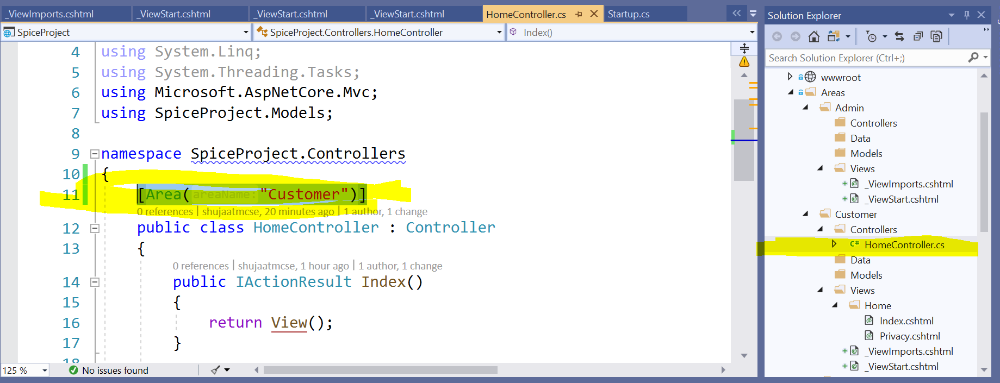 _ViewImports.cshtml
_ViewStart.cshtml
_ViewStart.cshtml
_ViewStart.cshtml
HomeController.cs
Startup.cs
SpiceProject
SpiceProject.Controllers.HomeController
Index()
4 using System.Linq;
5 using System.Threading.Tasks;
6 using Microsoft.AspNetCore.Mvc;
7 using SpiceProject.Models;
8
9 namespace SpiceProject.Controllers
10 {
11 [Area(areaName: "Customer")]
0 references | shujaatmcse, 20 minutes ago | 1 author, 1 change
12 public class HomeController : Controller
13 {
0 references | shujaatmcse, 1 hour ago | 1 author, 1 change
14 public IActionResult Index()
15 {
16 return View();
17 }
18
125 %
No issues found
Solution Explorer
Search Solution Explorer (Ctrl+;)
wwwroot
Areas
Admin
Controllers
Data
Models
Views
_ViewImports.cshtml
_ViewStart.cshtml
Customer
Controllers
C# HomeController.cs
Data
Models
Views
Home
Index.cshtml
Privacy.cshtml
_ViewImports.cshtml
_ViewStart.cshtml